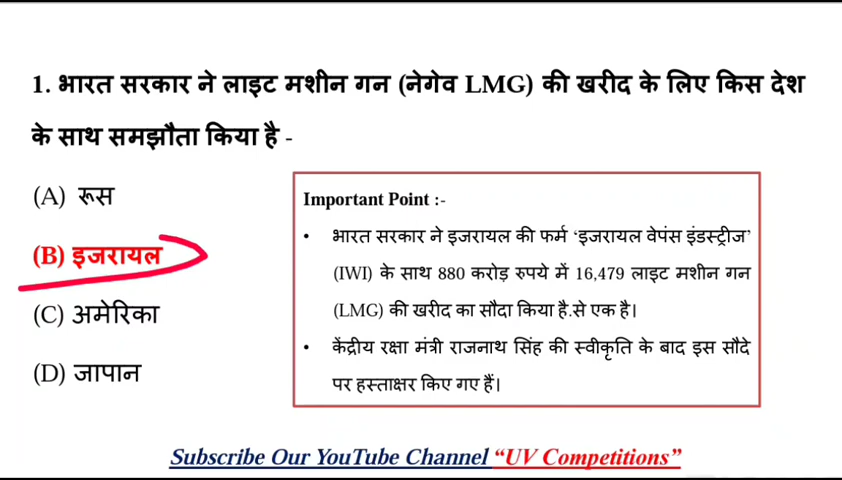 1. भारत सरकार ने लाइट मशीन गन (नेगेव LMG) की खरीद के लिए किस देश
के साथ समझौता किया है -
(A) रूस
(B) इजरायल
(C) अमेरिका
(D) जापान
Important Point :-
• भारत सरकार ने इजरायल की फर्म ‘इजरायल वेपंस इंडस्ट्रीज’
(IWI) के साथ 880 करोड़ रुपये में 16,479 लाइट मशीन गन
(LMG) की खरीद का सौदा किया है.से एक है।
• केंद्रीय रक्षा मंत्री राजनाथ सिंह की स्वीकृति के बाद इस सौदे
पर हस्ताक्षर किए गए हैं।
Subscribe Our YouTube Channel “UV Competitions”